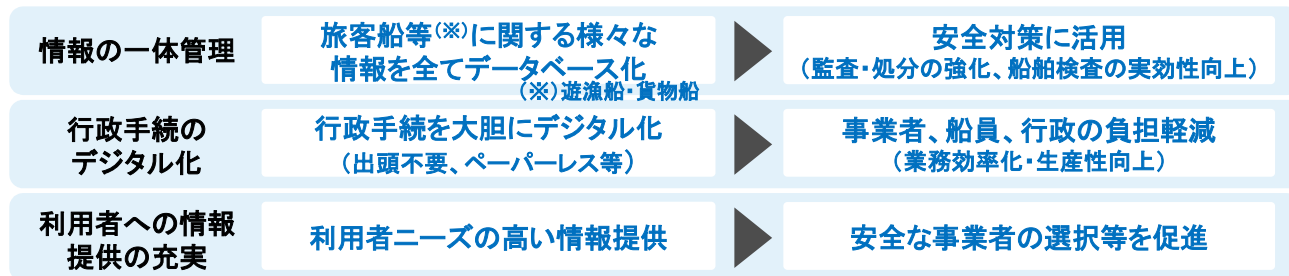 情報の一体管理
旅客船等(※)に関する様々な
情報を全てデータベース化
(※)遊漁船・貨物船
安全対策に活用
(監査・処分の強化、船舶検査の実効性向上)
行政手続の
デジタル化
行政手続を大胆にデジタル化
(出頭不要、ペーパーレス等)
事業者、船員、行政の負担軽減
(業務効率化・生産性向上)
利用者への情報
提供の充実
利用者ニーズの高い情報提供
安全な事業者の選択等を促進